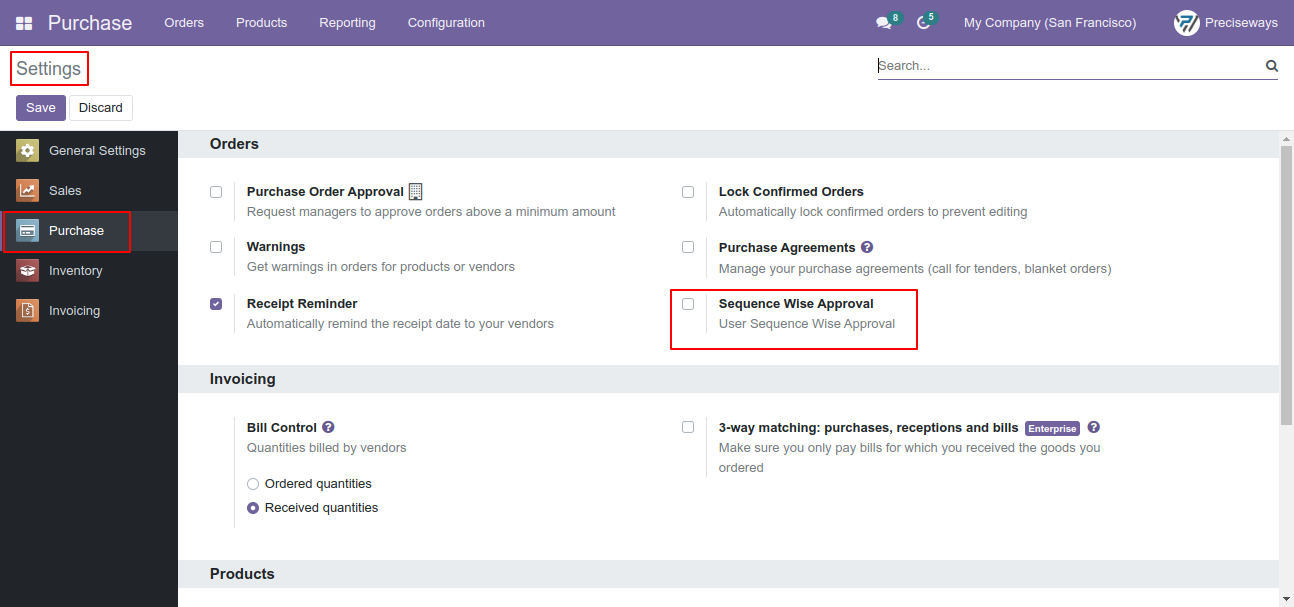 Purchase Orders Products Reporting Configuration 8 5 My Company (San Francisco) Preciseways
Settings Search...
Save Discard
General Settings
Sales
Purchase
Inventory
Invoicing
Orders
Purchase Order Approval
Request managers to approve orders above a minimum amount
Lock Confirmed Orders
Automatically lock confirmed orders to prevent editing
Warnings
Get warnings in orders for products or vendors
Purchase Agreements ?
Manage your purchase agreements (call for tenders, blanket orders)
Receipt Reminder
Automatically remind the receipt date to your vendors
Sequence Wise Approval
User Sequence Wise Approval
Invoicing
Bill Control ?
Quantities billed by vendors
Ordered quantities
Received quantities
3-way matching: purchases, receptions and bills Enterprise ?
Make sure you only pay bills for which you received the goods you
ordered
Products